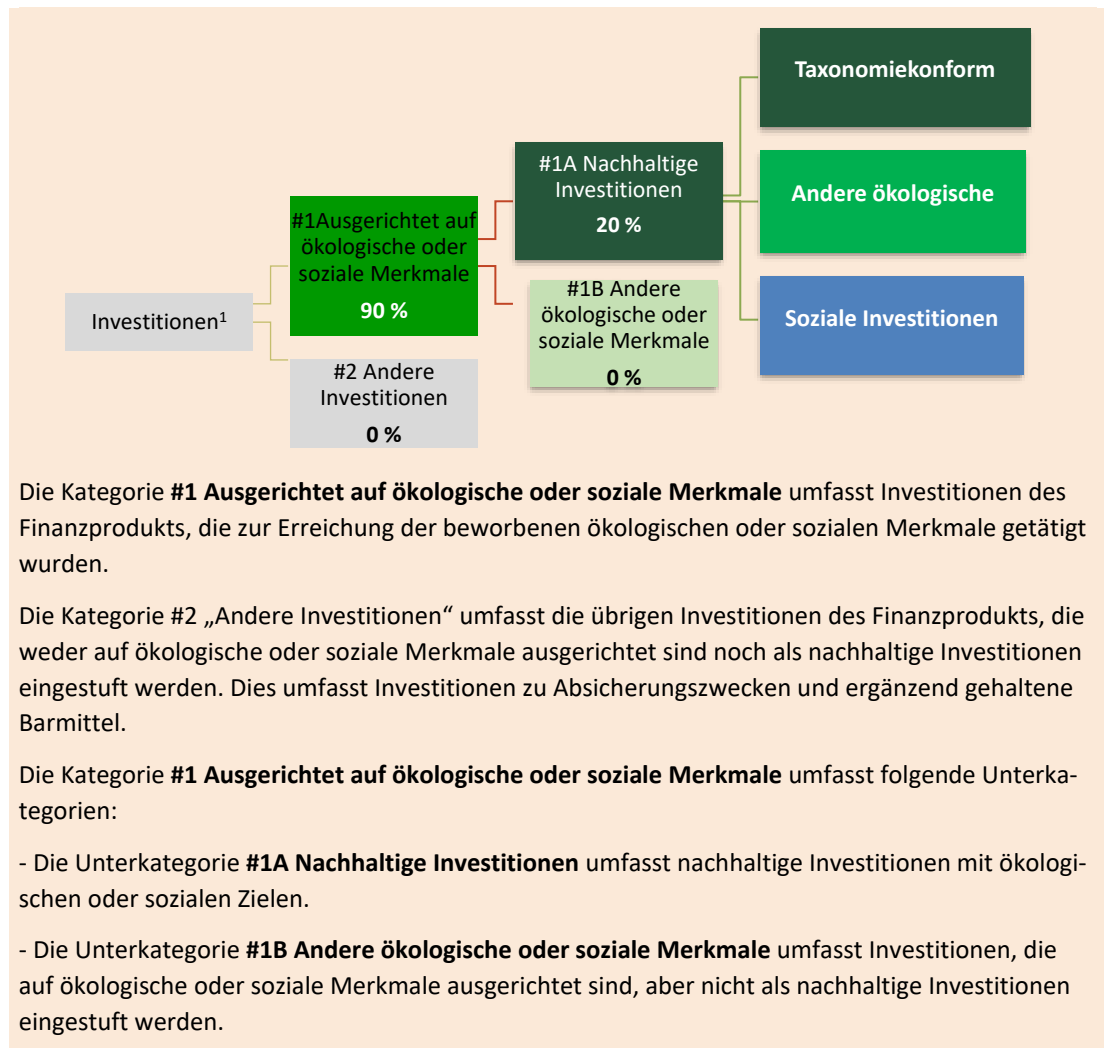 Taxonomiekonform
#1A Nachhaltige
Investitionen
20 %
Andere ökologische
#1Ausgerichtet auf
ökologische oder
soziale Merkmale
90 %
#1B Andere
ökologische oder
soziale Merkmale
0 %
Investitionen¹
Soziale Investitionen
#2 Andere
Investitionen
0 %
Die Kategorie #1 Ausgerichtet auf ökologische oder soziale Merkmale umfasst Investitionen des
Finanzprodukts, die zur Erreichung der beworbenen ökologischen oder sozialen Merkmale getätigt
wurden.
Die Kategorie #2 „Andere Investitionen“ umfasst die übrigen Investitionen des Finanzprodukts, die
weder auf ökologische oder soziale Merkmale ausgerichtet sind noch als nachhaltige Investitionen
eingestuft werden. Dies umfasst Investitionen zu Absicherungszwecken und ergänzend gehaltene
Barmittel.
Die Kategorie #1 Ausgerichtet auf ökologische oder soziale Merkmale umfasst folgende Unterka-
tegorien:
- Die Unterkategorie #1A Nachhaltige Investitionen umfasst nachhaltige Investitionen mit ökologi-
schen oder sozialen Zielen.
- Die Unterkategorie #1B Andere ökologische oder soziale Merkmale umfasst Investitionen, die
auf ökologische oder soziale Merkmale ausgerichtet sind, aber nicht als nachhaltige Investitionen
eingestuft werden.